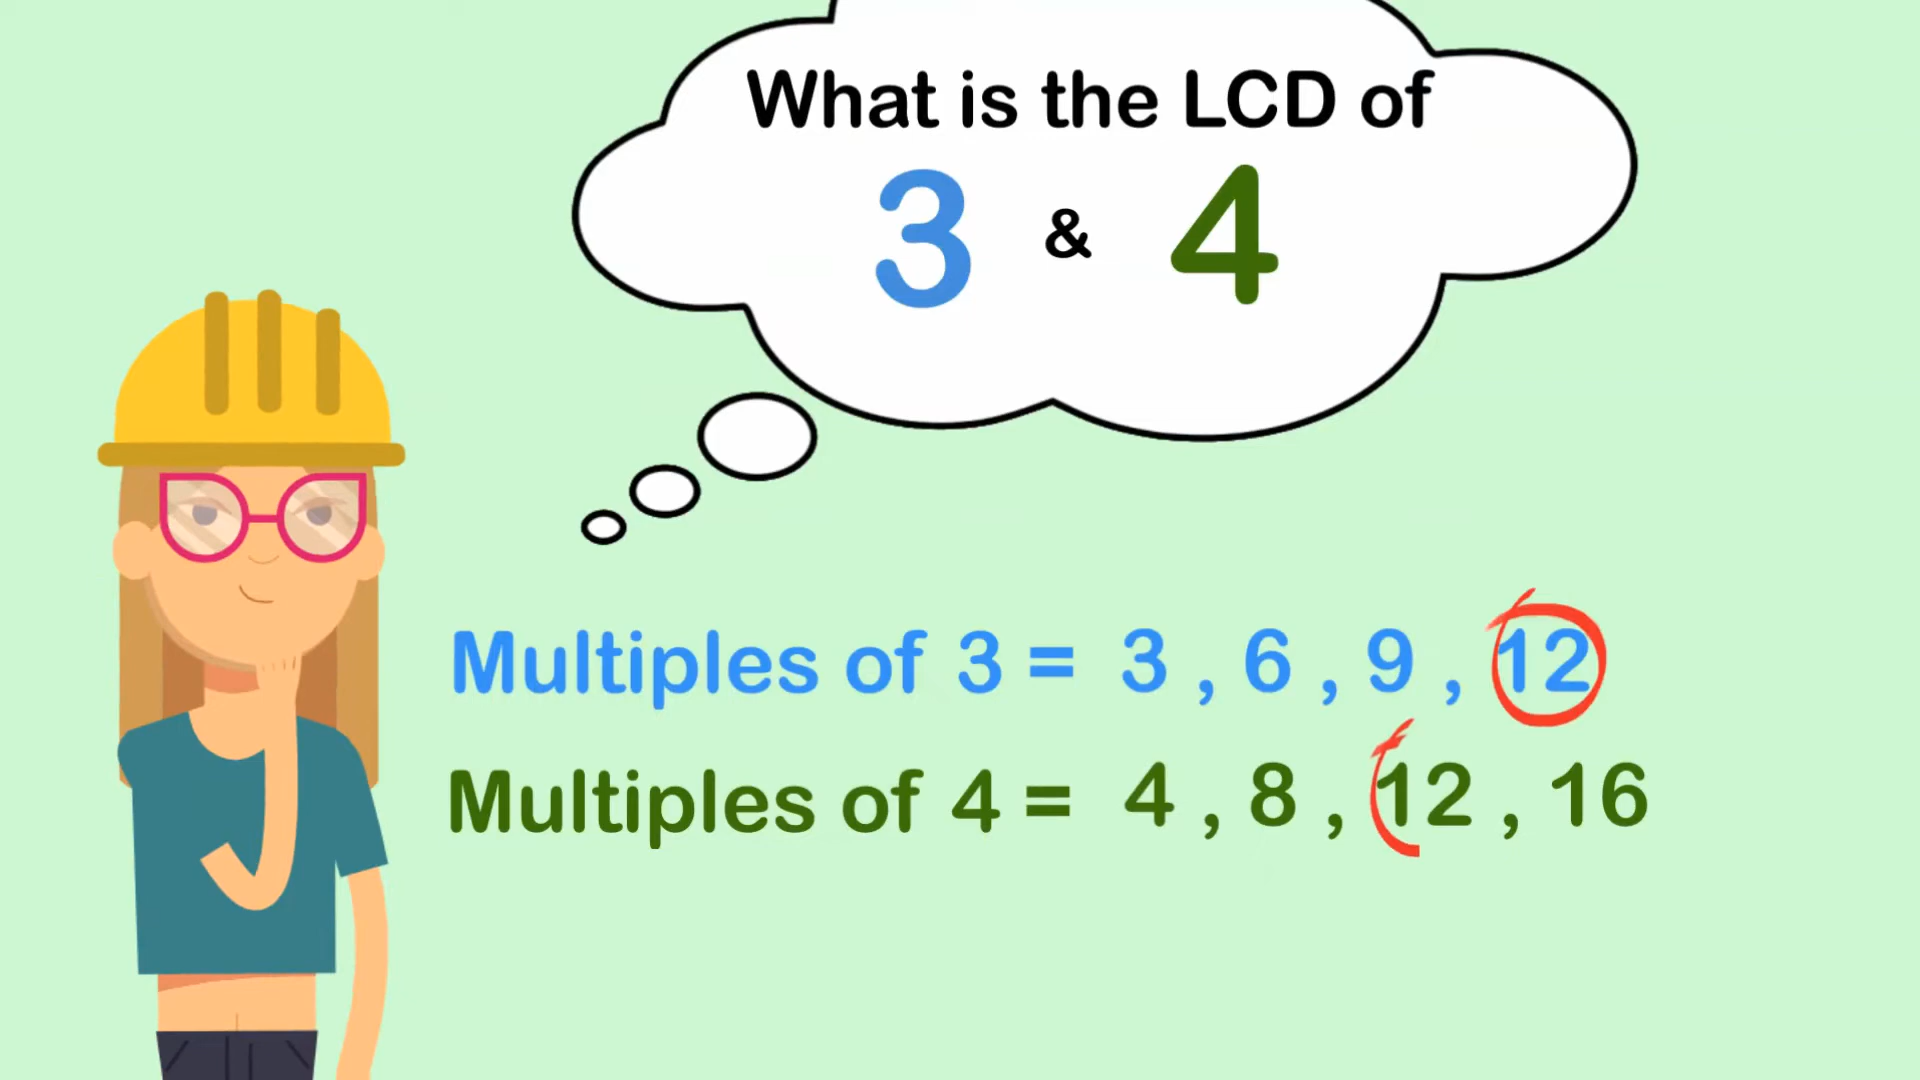 What is the LCD of
3 & 4
Multiples of 3 = 3 , 6 , 9 , 12
Multiples of 4 = 4 , 8 , 12 , 16